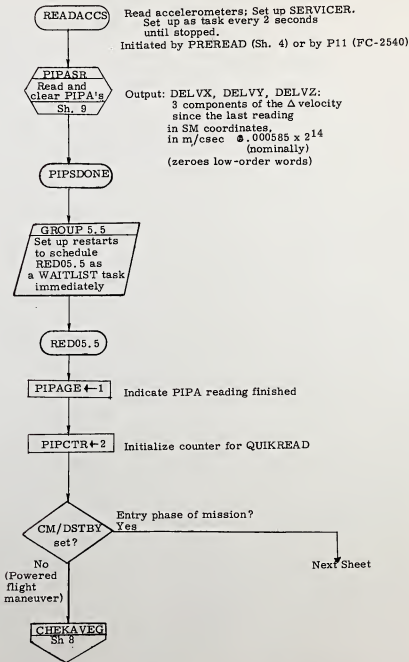 READACCS
Read accelerometers; Set up SERVICER.
Set up as task every 2 seconds
until stopped.
Initiated by PREREAD (Sh. 4) or by P11 (FC-2540)
PIPASR
Read and
clear PIPA's
Sh. 9
Output: DELVX, DELVY, DELVZ:
3 components of the Δ velocity
since the last reading
in SM coordinates,
in m/csec @.000585 x 2^14
(nominally)
(zeroes low-order words)
PIPSDONE
GROUP 5.5
Set up restarts
to schedule
RED05.5 as
a WAITLIST task
immediately
RED05.5
PIPAGE←1
Indicate PIPA reading finished
PIPCTR←2
Initialize counter for QUIKREAD
CM/DSTBY
set?
Entry phase of mission?
Yes
Next Sheet
No
(Powered
flight
maneuver)
CHEKAVEG
Sh 8